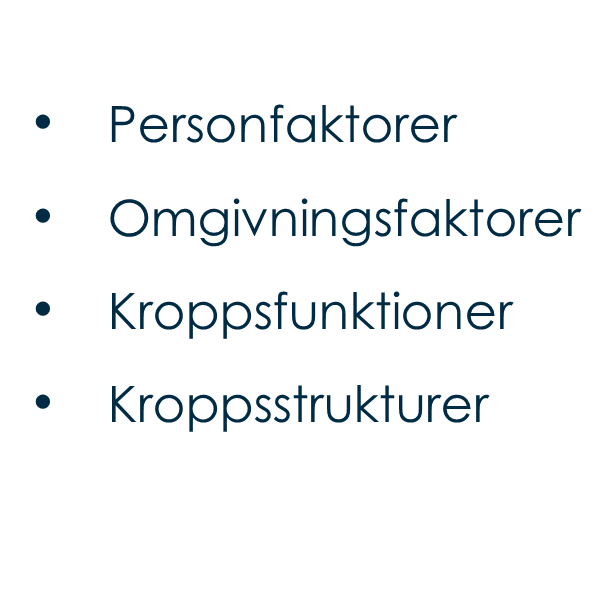 • Personfaktorer
• Omgivningsfaktorer
• Kroppsfunktioner
• Kroppsstrukturer